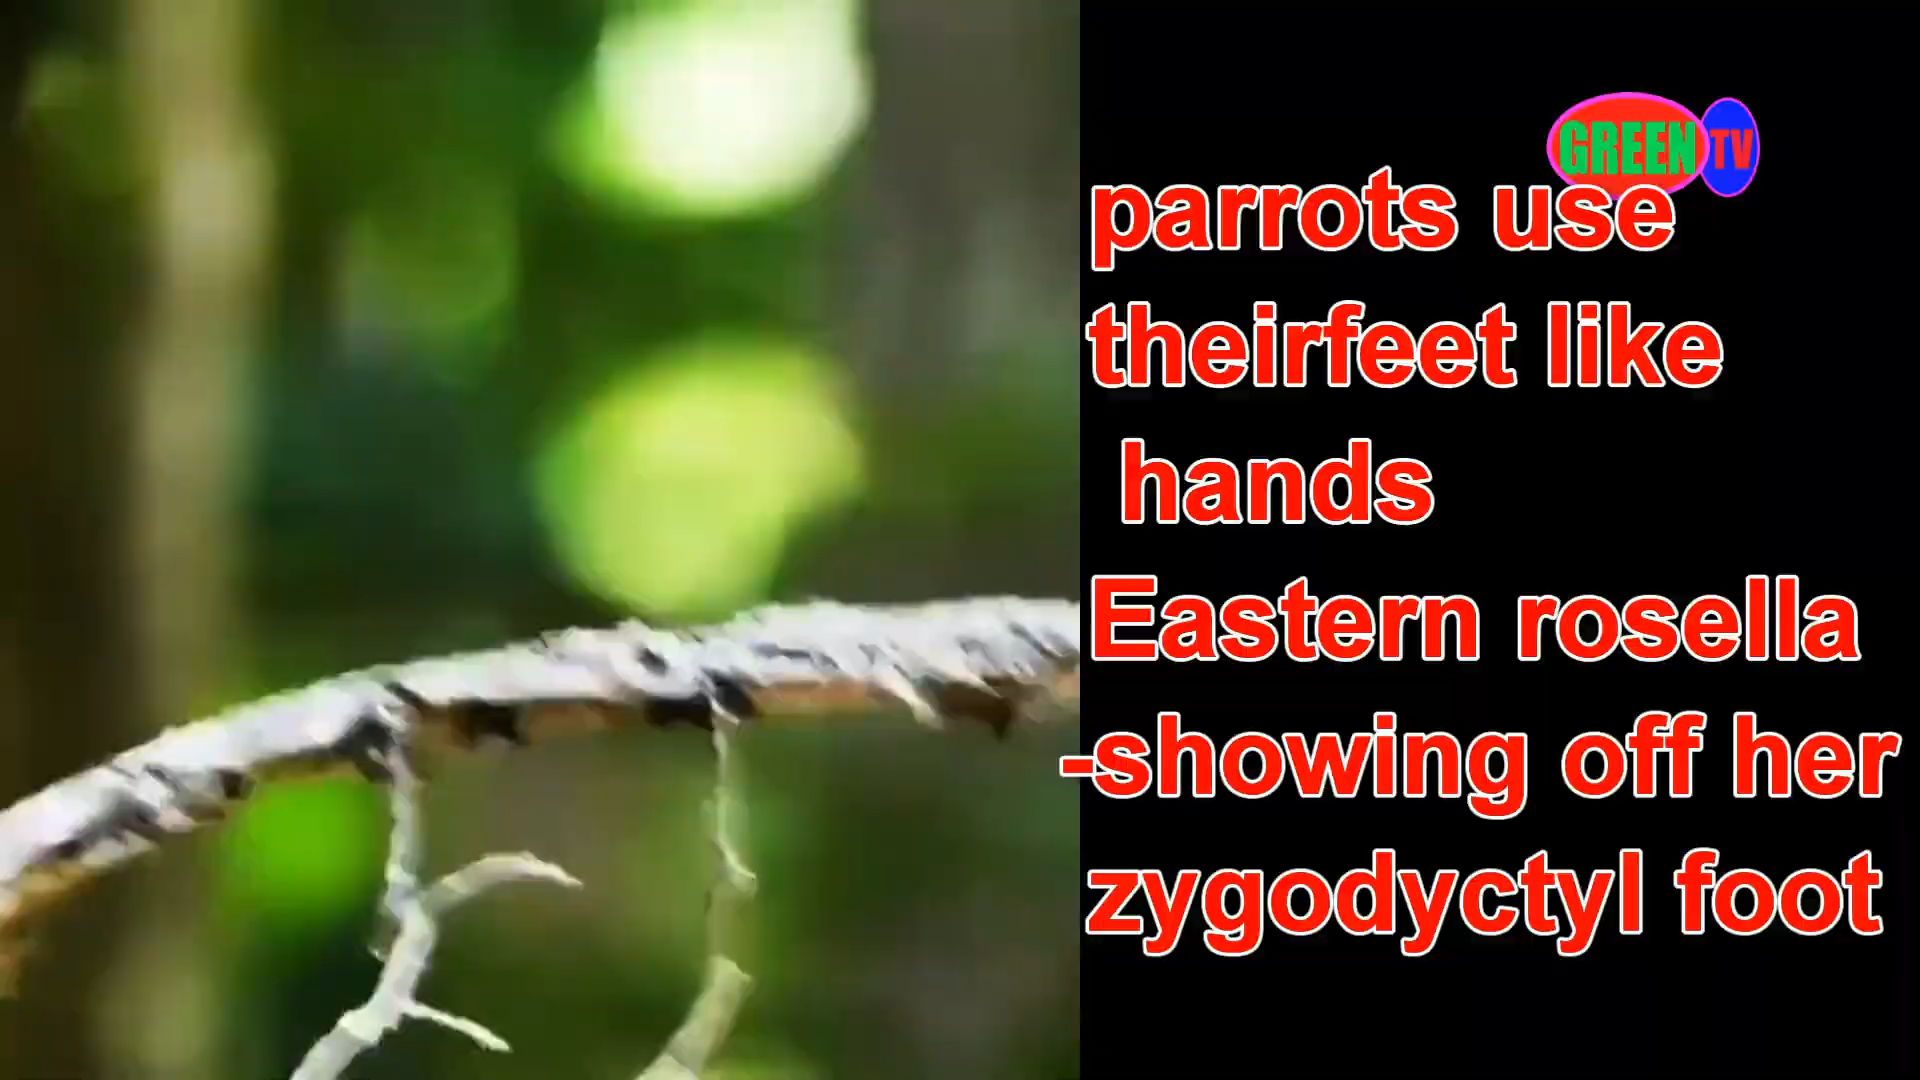 GREEN TV
parrots use
theirfeet like
hands
Eastern rosella
-showing off her
zygodyctyl foot